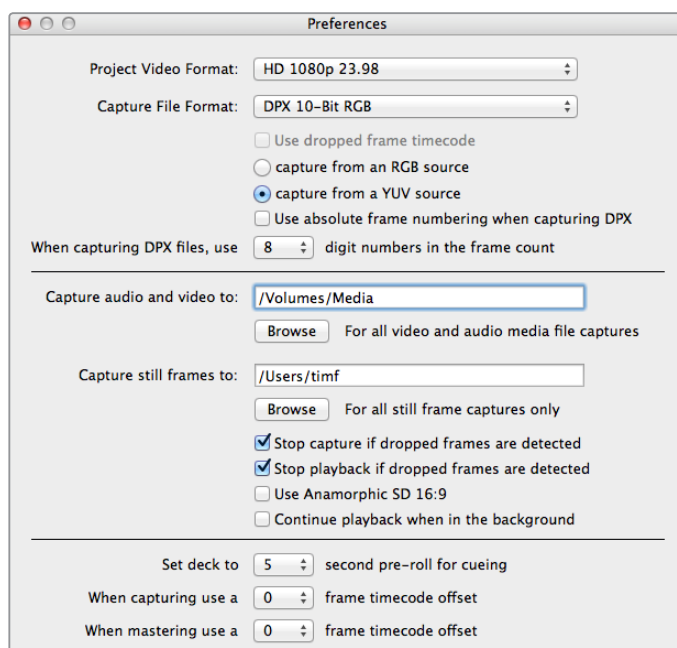 Preferences
Project Video Format: HD 1080p 23.98
Capture File Format: DPX 10-Bit RGB
Use dropped frame timecode
capture from an RGB source
capture from a YUV source
Use absolute frame numbering when capturing DPX
When capturing DPX files, use 8 digit numbers in the frame count
Capture audio and video to: /Volumes/Media
Browse For all video and audio media file captures
Capture still frames to: /Users/timf
Browse For all still frame captures only
Stop capture if dropped frames are detected
Stop playback if dropped frames are detected
Use Anamorphic SD 16:9
Continue playback when in the background
Set deck to 5 second pre-roll for cueing
When capturing use a 0 frame timecode offset
When mastering use a 0 frame timecode offset